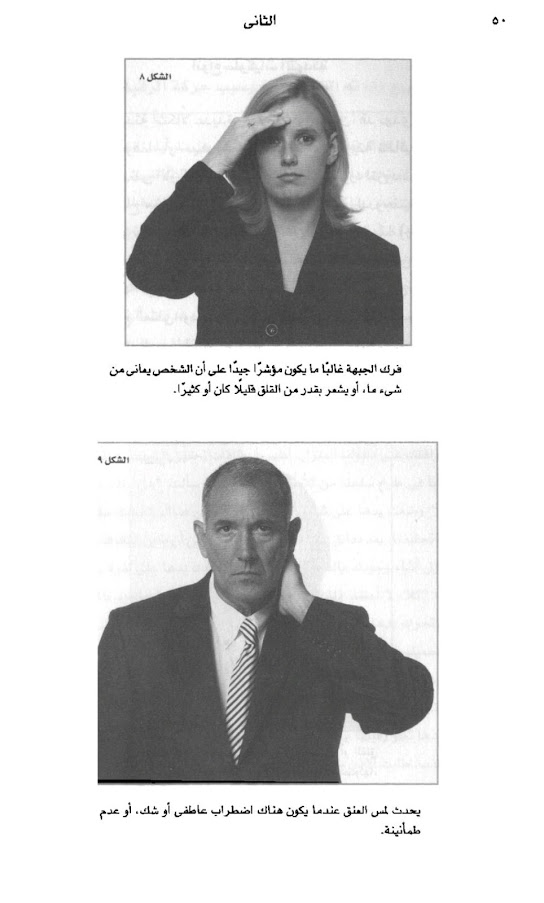 ٥٠
الثانى
الشكل ٨
فرك الجبهة غالبًا ما يكون مؤشرًا جيدًا على أن الشخص يعانى من
شىء ما، أو يشعر بقدر من القلق قليلًا كان أو كثيرًا.
الشكل ٩
يحدث لمس العنق عندما يكون هناك اضطراب عاطفى أو شك، أو عدم
طمأنينة.